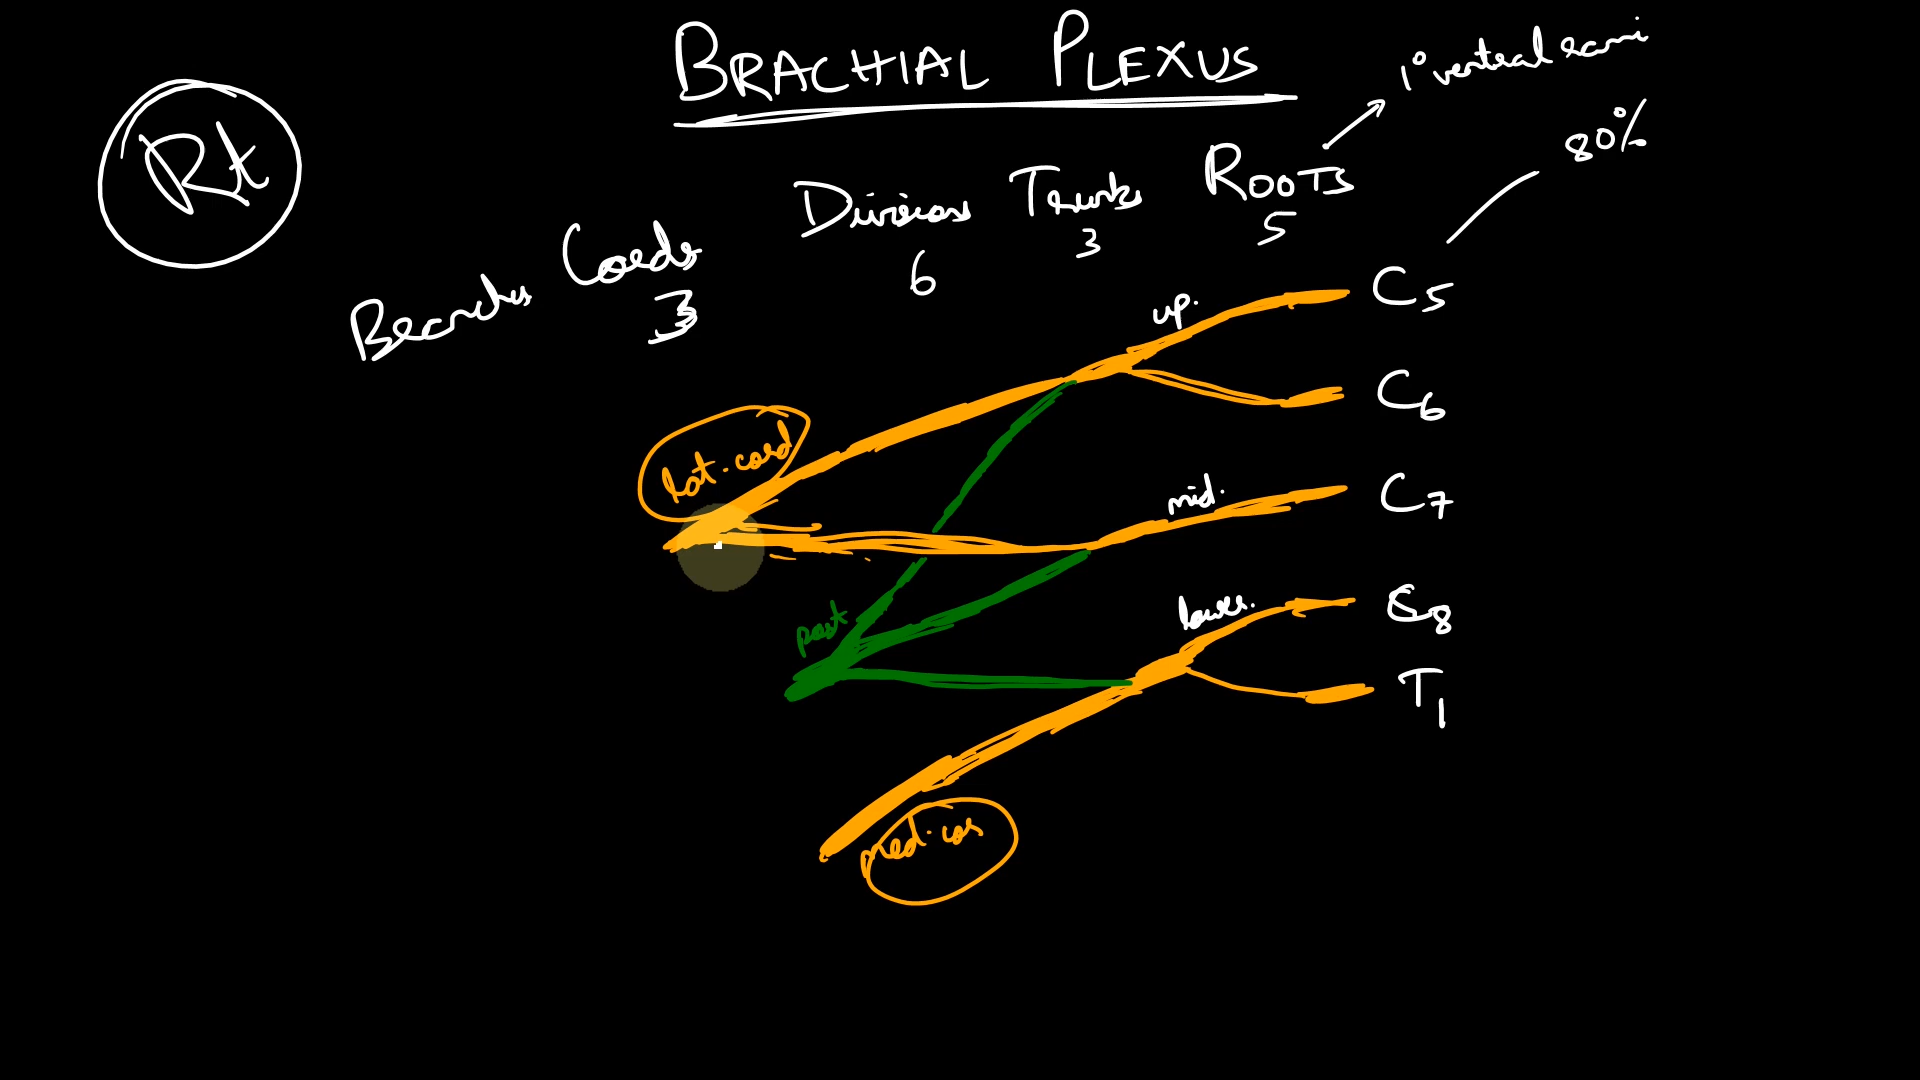 BRACHIAL PLEXUS
1° ventral rami
Rt
80%
Branches Cords Divisions Trunks ROOTS
3 6 3 5
up. C5
C6
lat. cord
mid. C7
post
lower. C8
T1
med. cor